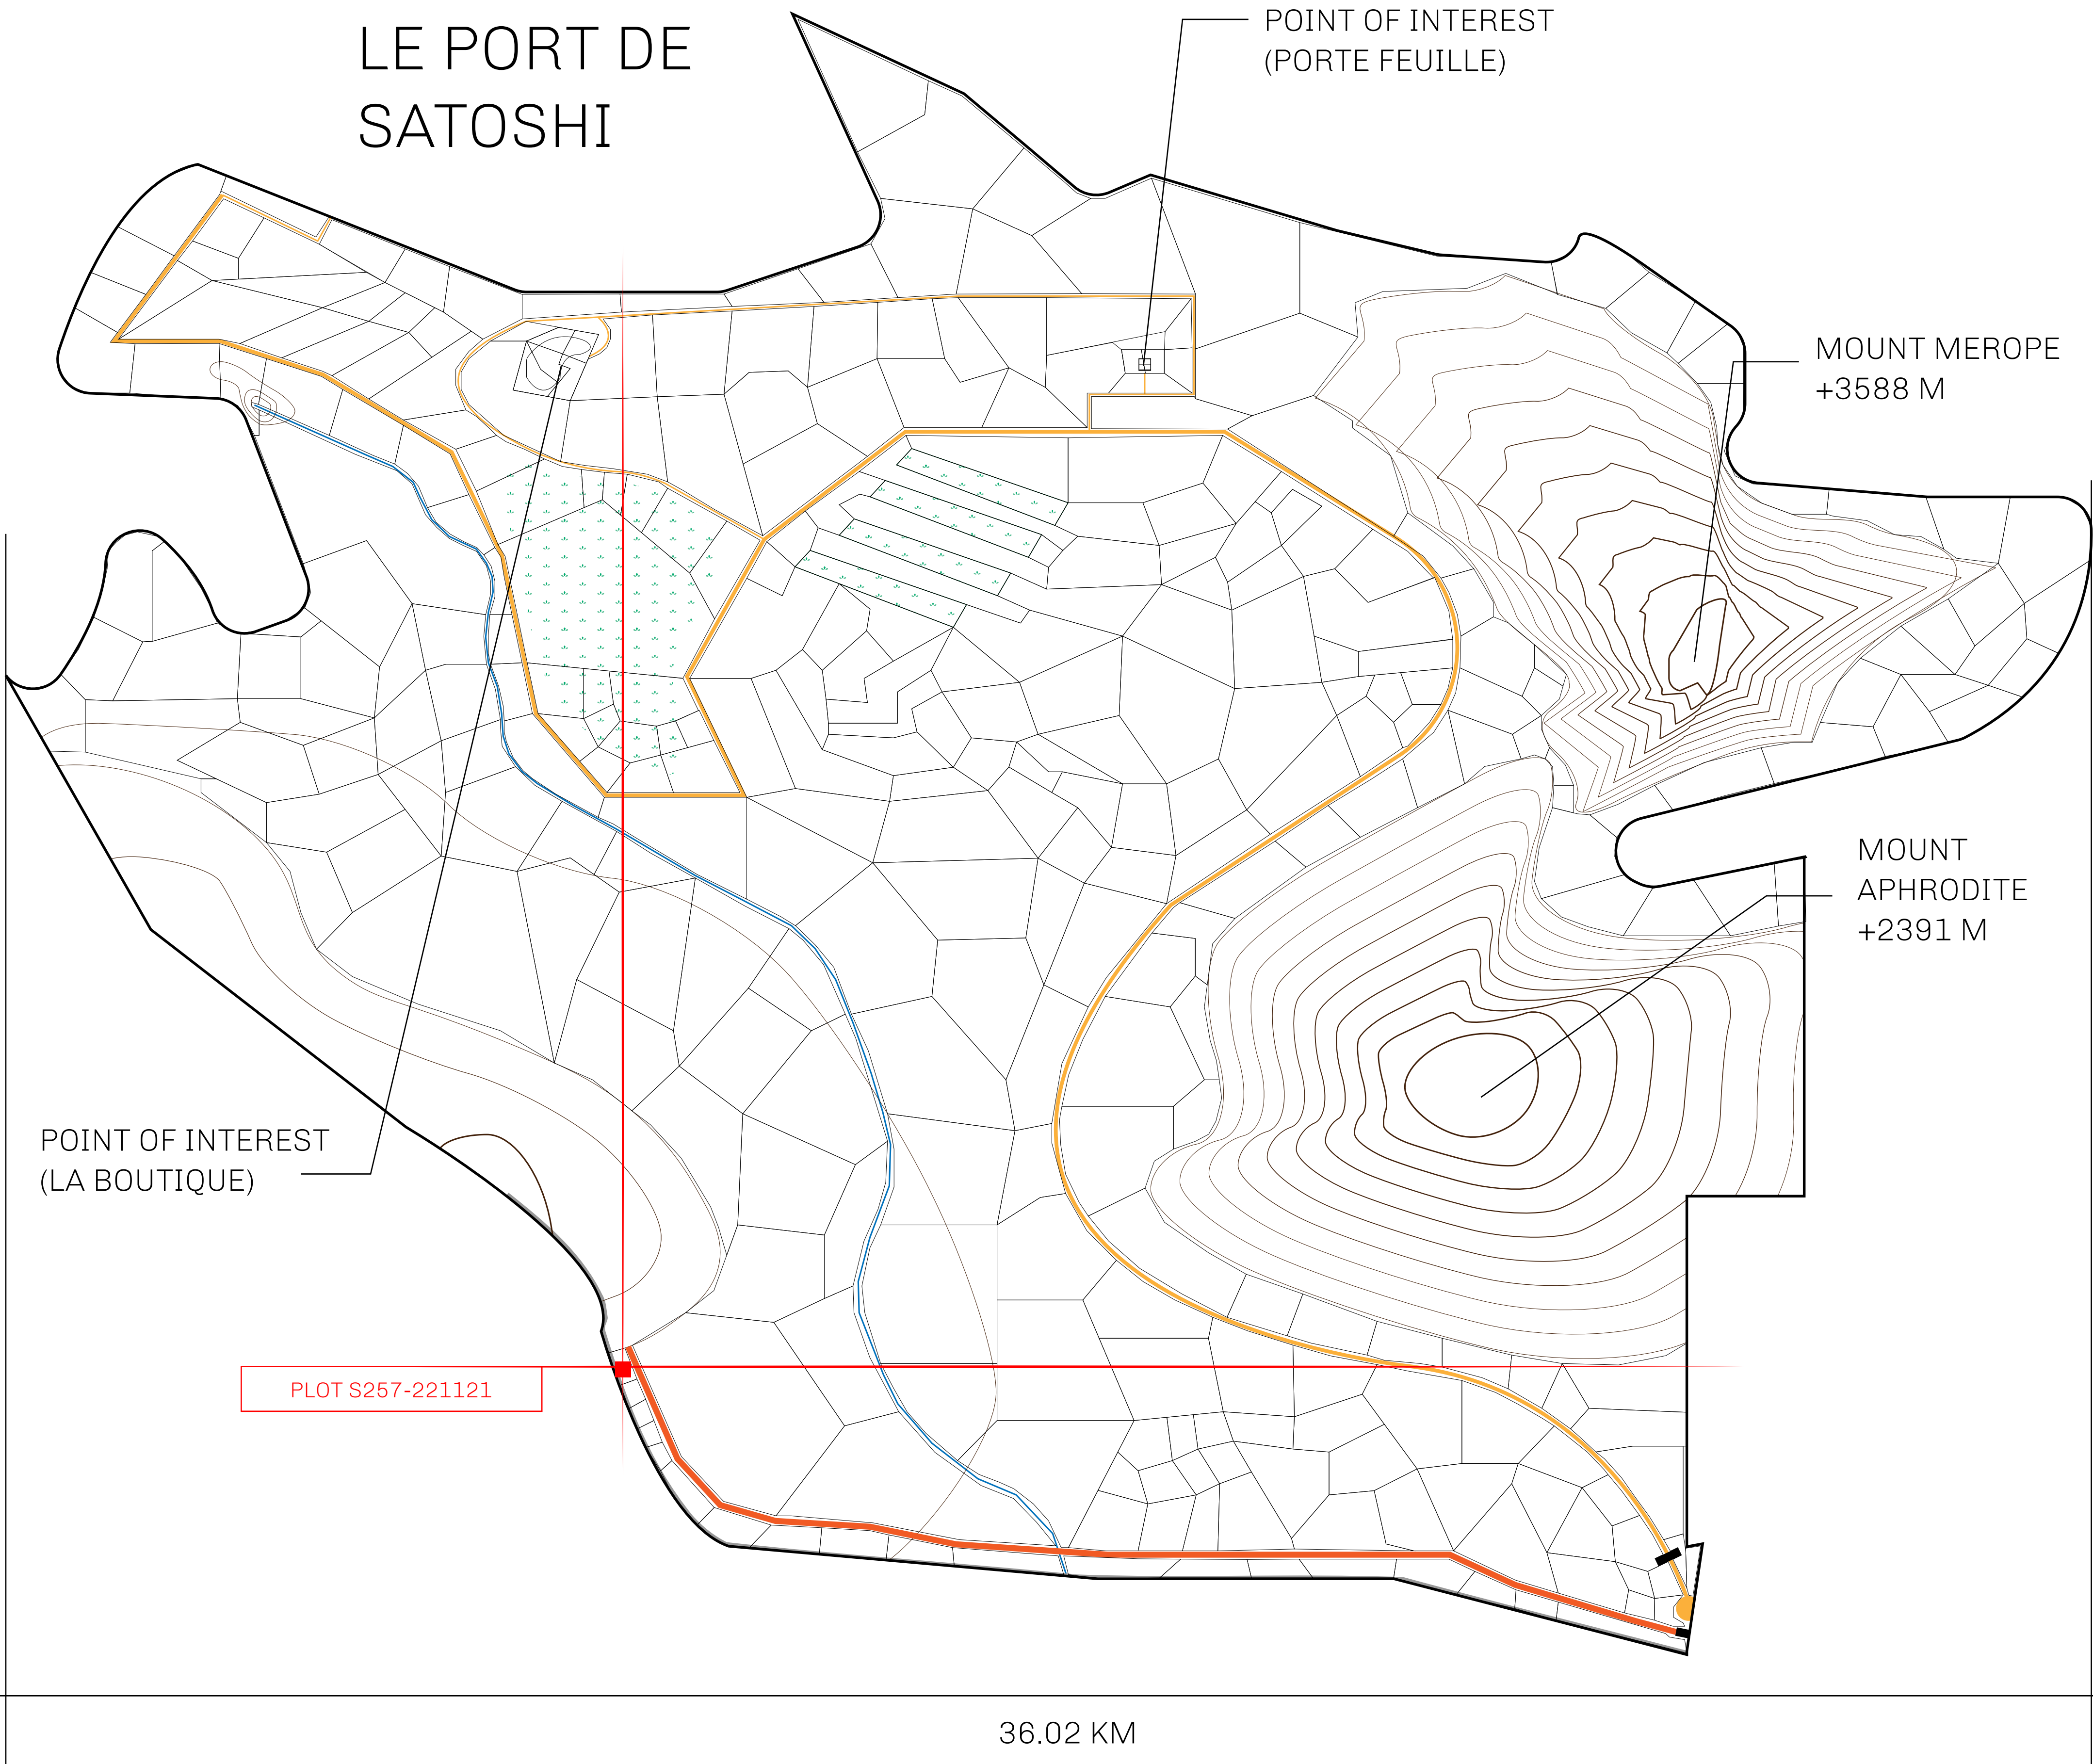 LE PORT DE
SATOSHI
POINT OF INTEREST
(PORTE FEUILLE)
MOUNT MEROPE
+3588 M
MOUNT
APHRODITE
+2391 M
POINT OF INTEREST
(LA BOUTIQUE)
PLOT S257-221121
36.02 KM